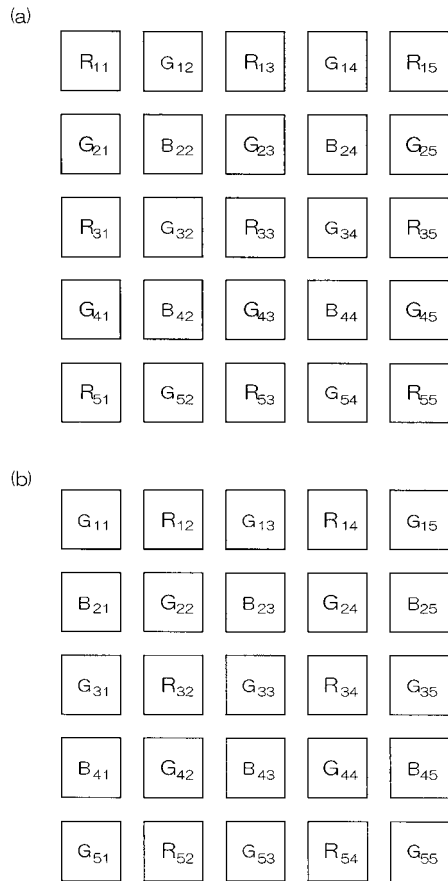 (a)
R11 G12 R13 G14 R15
G21 B22 G23 B24 G25
R31 G32 R33 G34 R35
G41 B42 G43 B44 G45
R51 G52 R53 G54 R55
(b)
G11 R12 G13 R14 G15
B21 G22 B23 G24 B25
G31 R32 G33 R34 G35
B41 G42 B43 G44 B45
G51 R52 G53 R54 G55